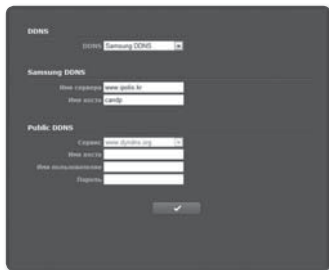 DDNS
DDNS Samsung DDNS
Samsung DDNS
Имя сервера www.ipolis.kr
Имя хоста candp
Public DDNS
Сервис www.dyndns.org
Имя хоста
Имя пользователя
Пароль